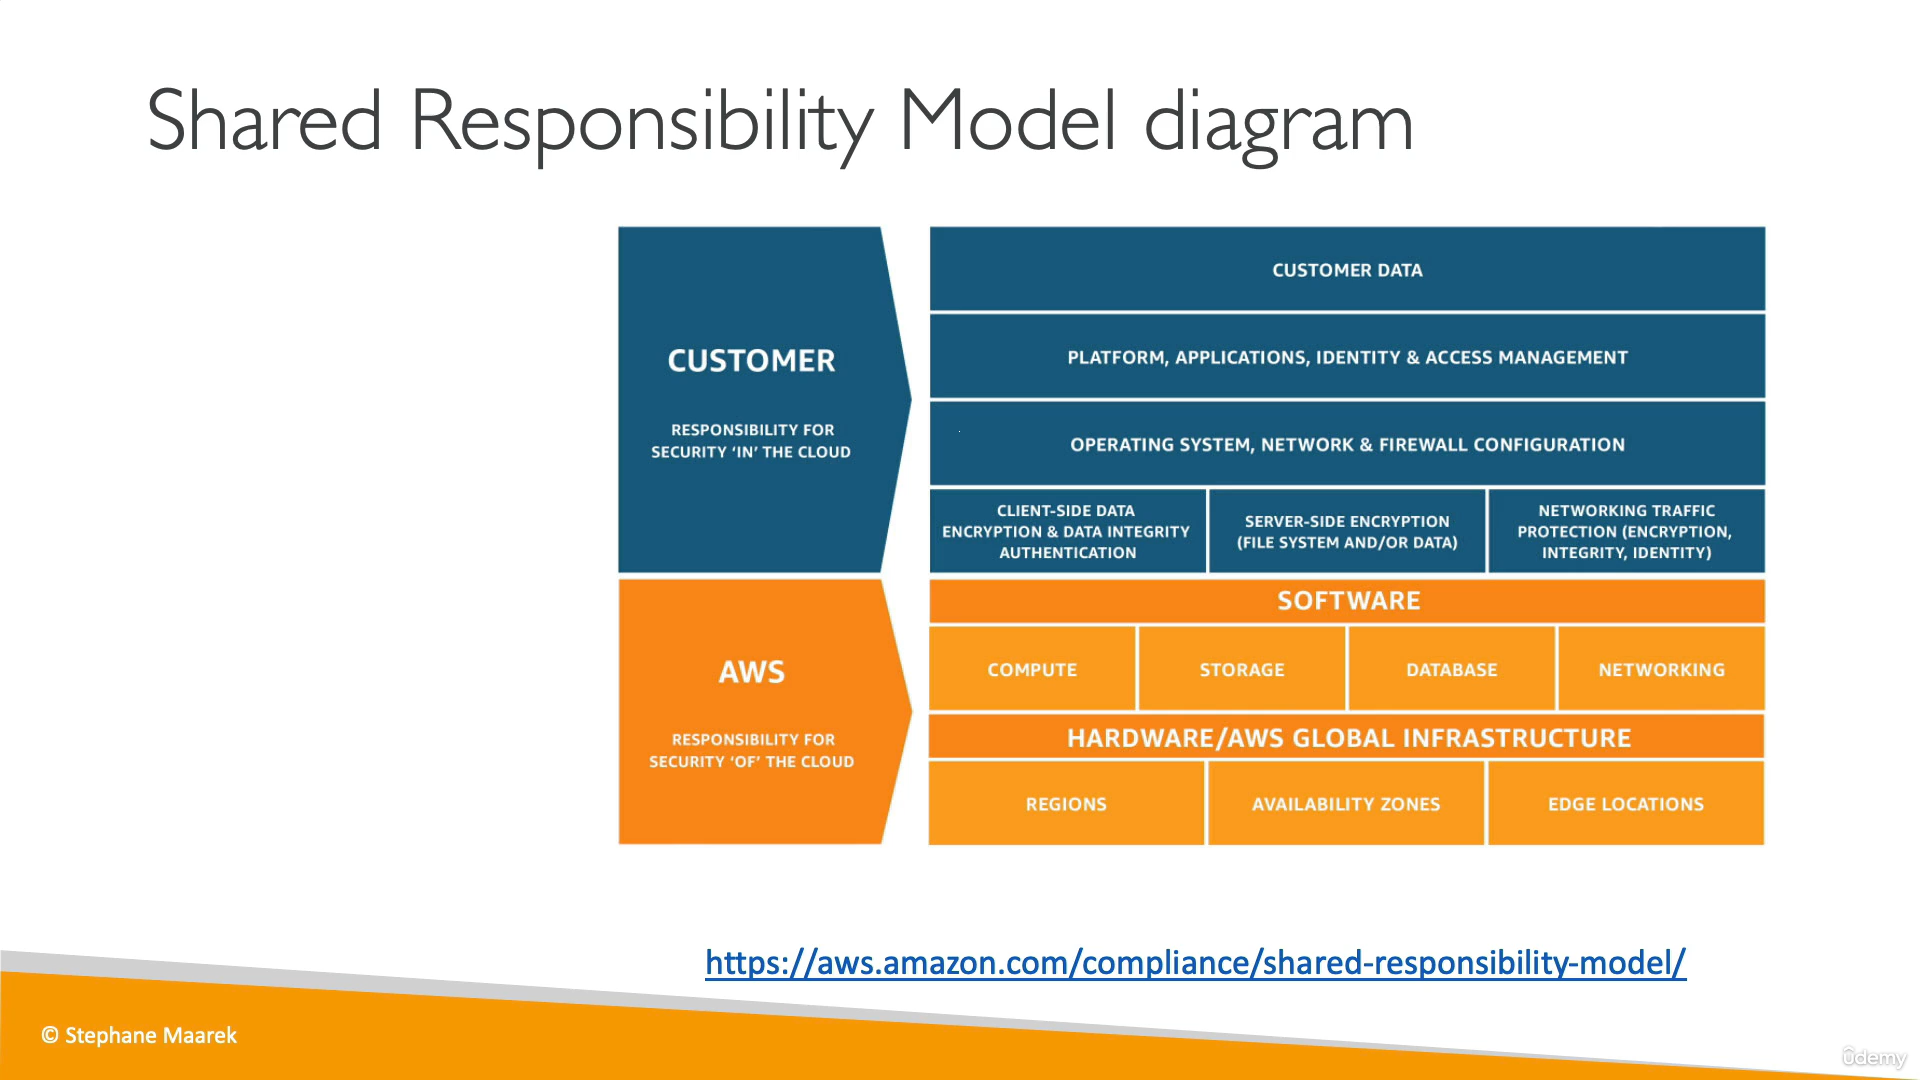 Shared Responsibility Model diagram
CUSTOMER
RESPONSIBILITY FOR
SECURITY ‘IN’ THE CLOUD
CUSTOMER DATA
PLATFORM, APPLICATIONS, IDENTITY & ACCESS MANAGEMENT
OPERATING SYSTEM, NETWORK & FIREWALL CONFIGURATION
CLIENT-SIDE DATA
ENCRYPTION & DATA INTEGRITY
AUTHENTICATION
SERVER-SIDE ENCRYPTION
(FILE SYSTEM AND/OR DATA)
NETWORKING TRAFFIC
PROTECTION (ENCRYPTION,
INTEGRITY, IDENTITY)
AWS
RESPONSIBILITY FOR
SECURITY ‘OF’ THE CLOUD
SOFTWARE
COMPUTE
STORAGE
DATABASE
NETWORKING
HARDWARE/AWS GLOBAL INFRASTRUCTURE
REGIONS
AVAILABILITY ZONES
EDGE LOCATIONS
https://aws.amazon.com/compliance/shared-responsibility-model/
© Stephane Maarek
ûdemy